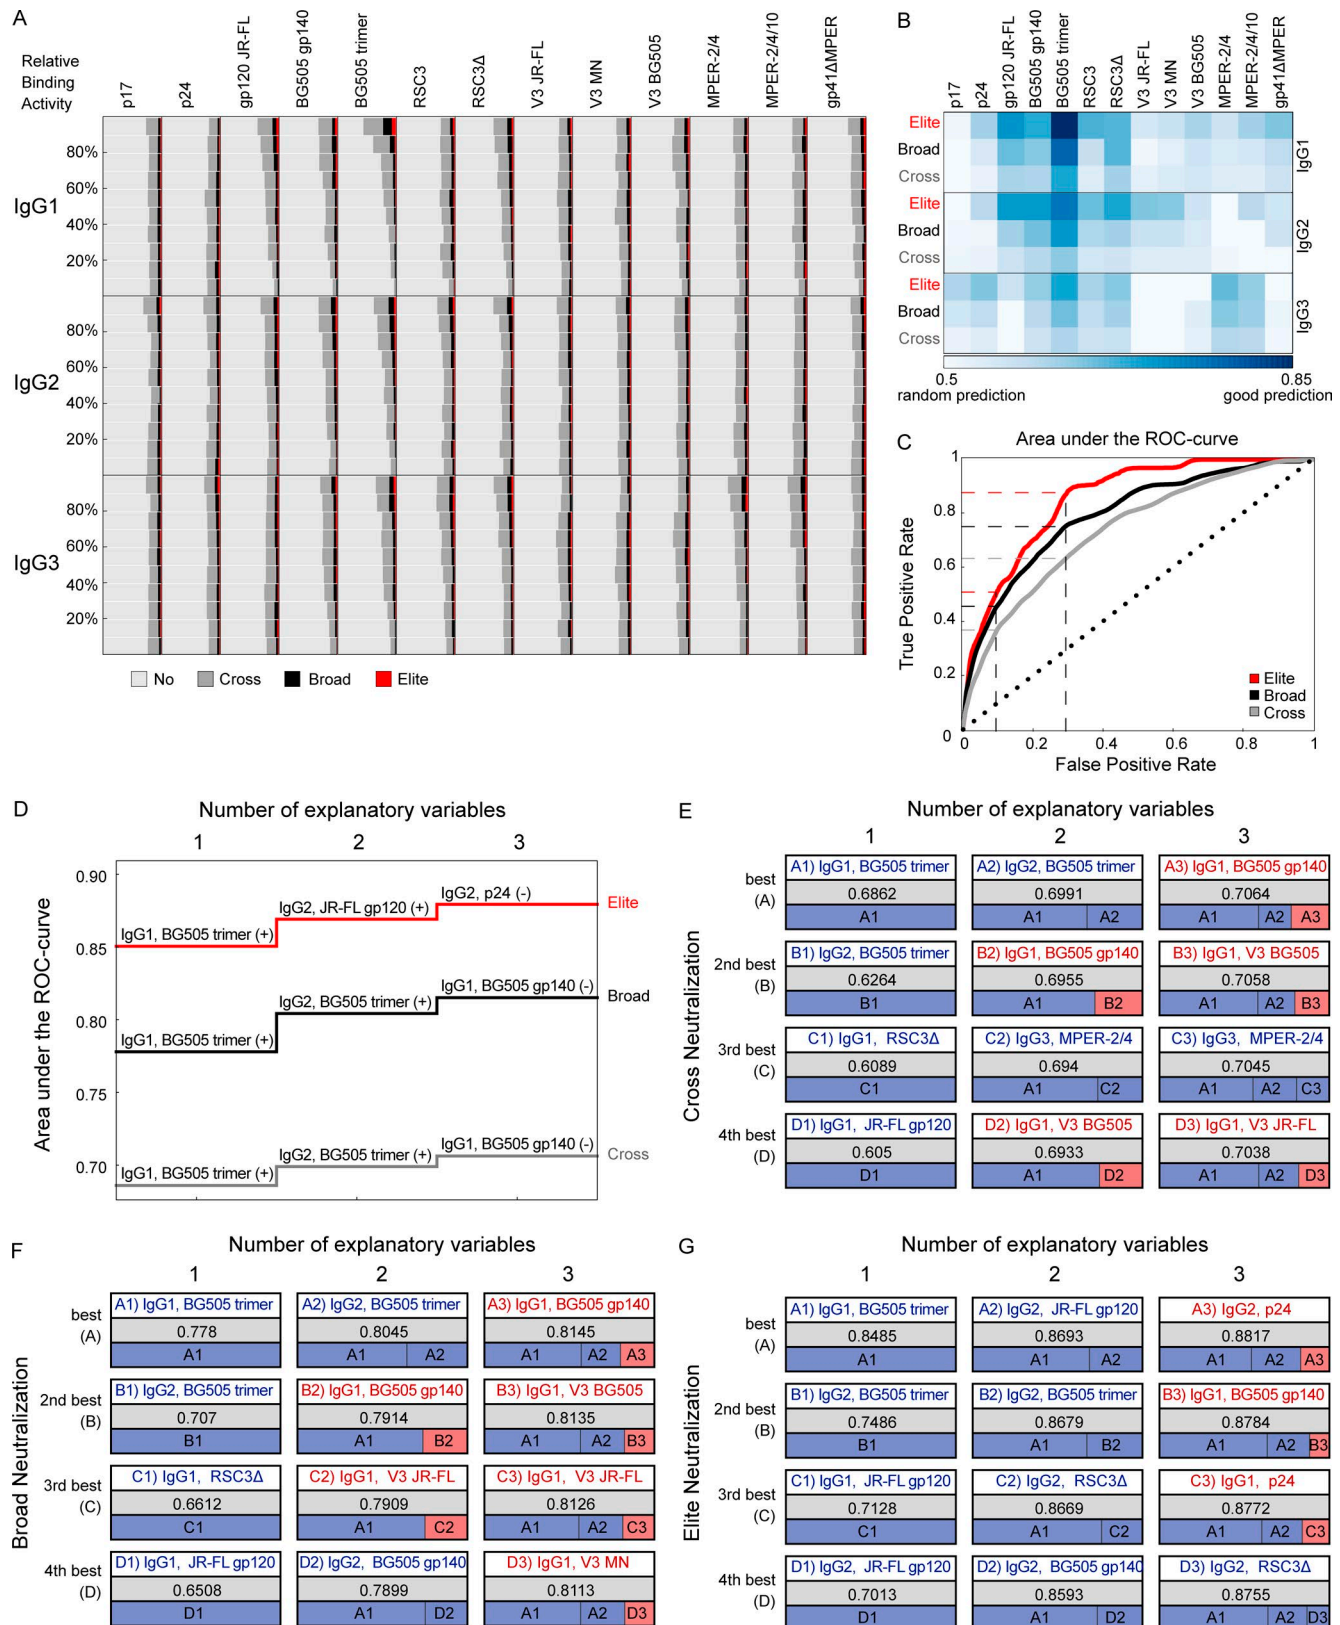 A
Relative
Binding
Activity
p17
p24
gp120 JR-FL
BG505 gp140
BG505 trimer
RSC3
RSC3Δ
V3 JR-FL
V3 MN
V3 BG505
MPER-2/4
MPER-2/4/10
gp41ΔMPER
IgG1
80%
60%
40%
20%
IgG2
80%
60%
40%
20%
IgG3
80%
60%
40%
20%
No Cross Broad Elite
B
p17
p24
gp120 JR-FL
BG505 gp140
BG505 trimer
RSC3
RSC3Δ
V3 JR-FL
V3 MN
V3 BG505
MPER-2/4
MPER-2/4/10
gp41ΔMPER
Elite
Broad
Cross
IgG1
Elite
Broad
Cross
IgG2
Elite
Broad
Cross
IgG3
0.5 0.85
random prediction good prediction
C
Area under the ROC-curve
True Positive Rate
1
0.8
0.6
0.4
0.2
0
0 0.2 0.4 0.6 0.8 1
False Positive Rate
Elite
Broad
Cross
D
Number of explanatory variables
1 2 3
Area under the ROC-curve
0.90
0.85
0.80
0.75
0.70
IgG1, BG505 trimer (+)
IgG2, JR-FL gp120 (+)
IgG2, p24 (-)
Elite
IgG1, BG505 trimer (+)
IgG2, BG505 trimer (+)
IgG1, BG505 gp140 (-)
Broad
IgG1, BG505 trimer (+)
IgG2, BG505 trimer (+)
IgG1, BG505 gp140 (-)
Cross
E
Number of explanatory variables
1 2 3
Cross Neutralization
best
(A)
A1) IgG1, BG505 trimer A2) IgG2, BG505 trimer A3) IgG1, BG505 gp140
0.6862 0.6991 0.7064
A1 A1 A2 A1 A2 A3
2nd best
(B)
B1) IgG2, BG505 trimer B2) IgG1, BG505 gp140 B3) IgG1, V3 BG505
0.6264 0.6955 0.7058
B1 A1 B2 A1 A2 B3
3rd best
(C)
C1) IgG1, RSC3Δ C2) IgG3, MPER-2/4 C3) IgG3, MPER-2/4
0.6089 0.694 0.7045
C1 A1 C2 A1 A2 C3
4th best
(D)
D1) IgG1, JR-FL gp120 D2) IgG1, V3 BG505 D3) IgG1, V3 JR-FL
0.605 0.6933 0.7038
D1 A1 D2 A1 A2 D3
F
Number of explanatory variables
1 2 3
Broad Neutralization
best
(A)
A1) IgG1, BG505 trimer A2) IgG2, BG505 trimer A3) IgG1, BG505 gp140
0.778 0.8045 0.8145
A1 A1 A2 A1 A2 A3
2nd best
(B)
B1) IgG2, BG505 trimer B2) IgG1, BG505 gp140 B3) IgG1, V3 BG505
0.707 0.7914 0.8135
B1 A1 B2 A1 A2 B3
3rd best
(C)
C1) IgG1, RSC3Δ C2) IgG1, V3 JR-FL C3) IgG1, V3 JR-FL
0.6612 0.7909 0.8126
C1 A1 C2 A1 A2 C3
4th best
(D)
D1) IgG1, JR-FL gp120 D2) IgG2, BG505 gp140 D3) IgG1, V3 MN
0.6508 0.7899 0.8113
D1 A1 D2 A1 A2 D3
G
Number of explanatory variables
1 2 3
Elite Neutralization
best
(A)
A1) IgG1, BG505 trimer A2) IgG2, JR-FL gp120 A3) IgG2, p24
0.8485 0.8693 0.8817
A1 A1 A2 A1 A2 A3
2nd best
(B)
B1) IgG2, BG505 trimer B2) IgG2, BG505 trimer B3) IgG1, BG505 gp140
0.7486 0.8679 0.8784
B1 A1 B2 A1 A2 B3
3rd best
(C)
C1) IgG1, JR-FL gp120 C2) IgG2, RSC3Δ C3) IgG1, p24
0.7128 0.8669 0.8772
C1 A1 C2 A1 A2 C3
4th best
(D)
D1) IgG2, JR-FL gp120 D2) IgG2, BG505 gp140 D3) IgG2, RSC3Δ
0.7013 0.8593 0.8755
D1 A1 D2 A1 A2 D3